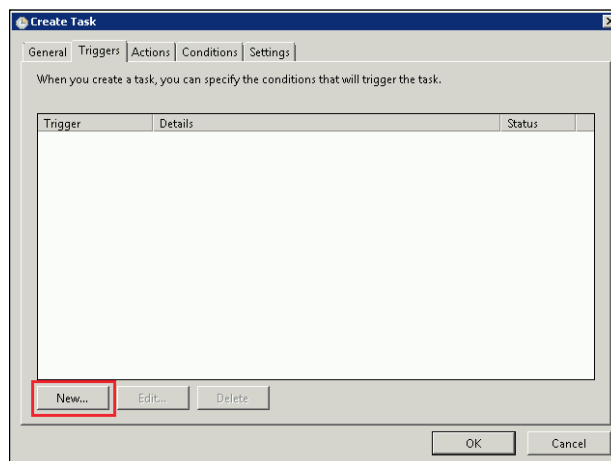 Create Task
General Triggers Actions Conditions Settings
When you create a task, you can specify the conditions that will trigger the task.
Trigger Details Status
New... Edit... Delete
OK Cancel